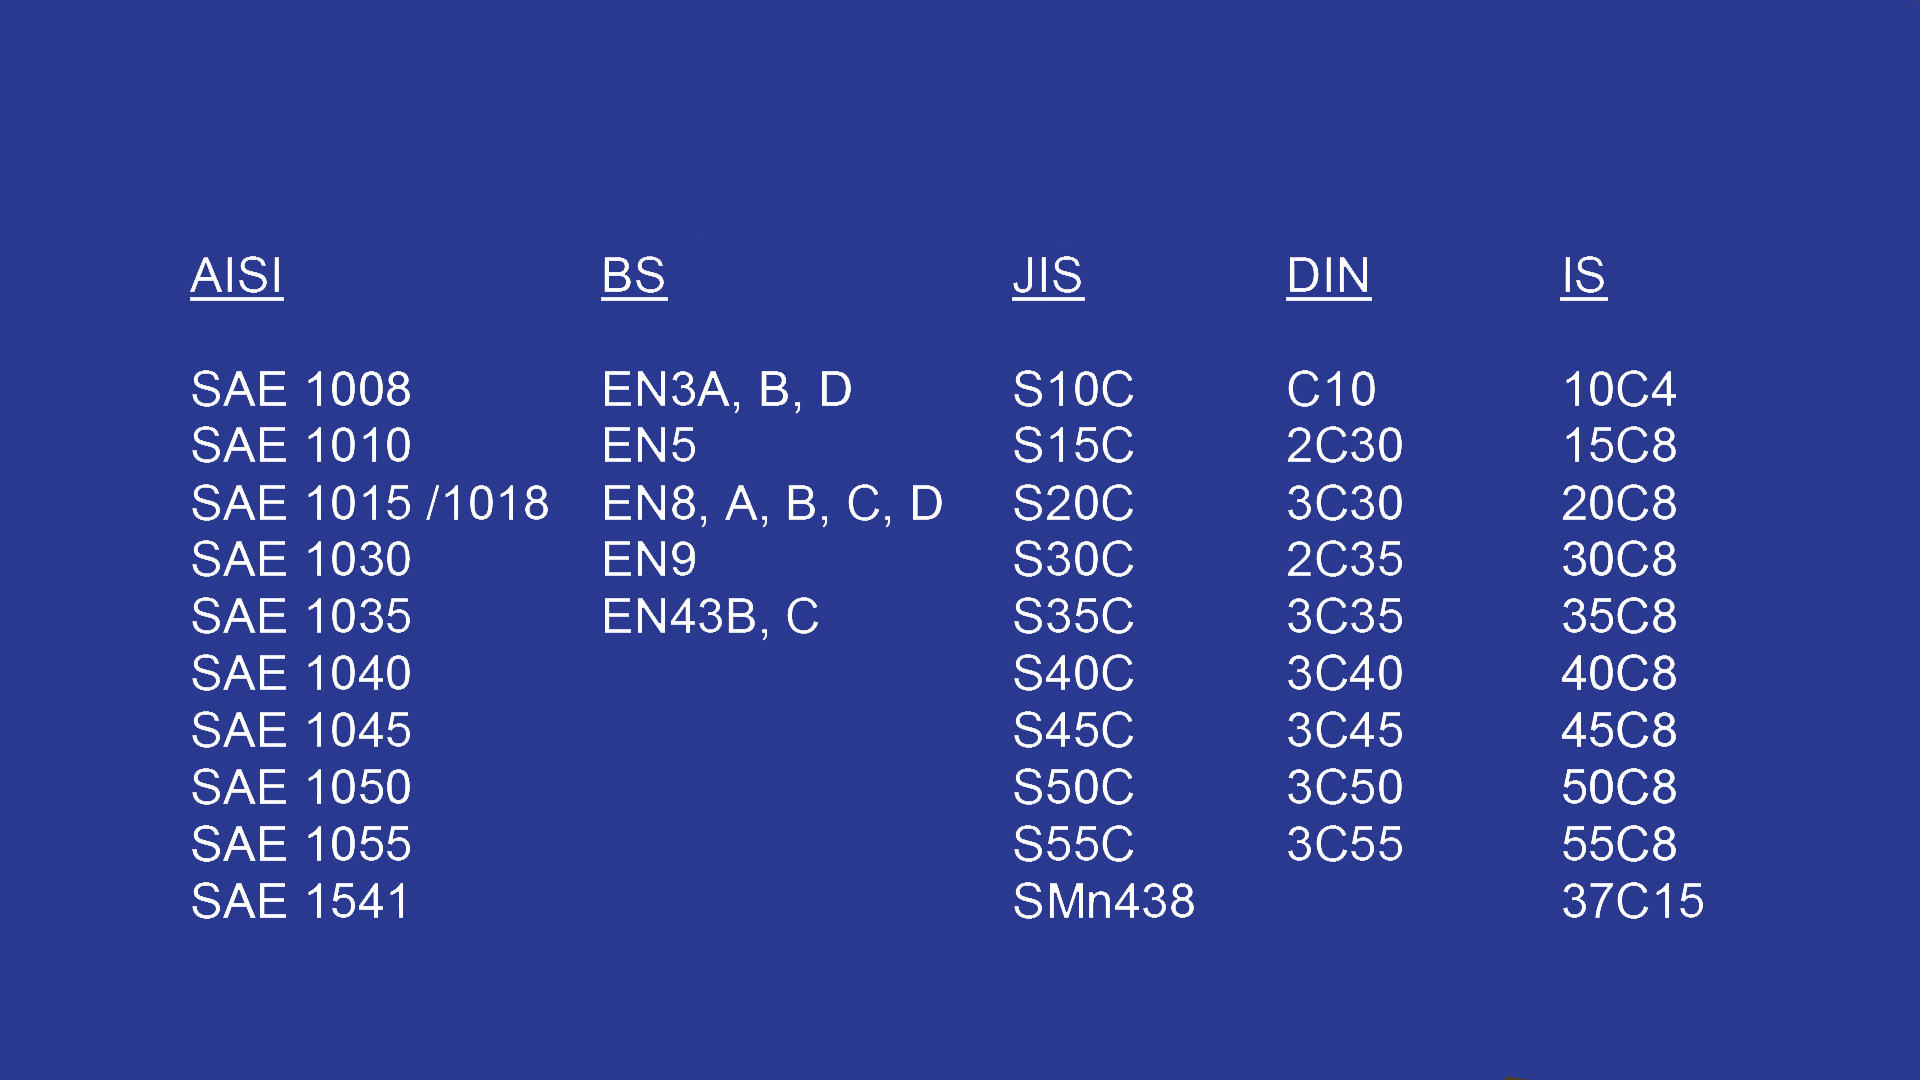 AISI BS JIS DIN IS
SAE 1008 EN3A, B, D S10C C10 10C4
SAE 1010 EN5 S15C 2C30 15C8
SAE 1015 /1018 EN8, A, B, C, D S20C 3C30 20C8
SAE 1030 EN9 S30C 2C35 30C8
SAE 1035 EN43B, C S35C 3C35 35C8
SAE 1040 S40C 3C40 40C8
SAE 1045 S45C 3C45 45C8
SAE 1050 S50C 3C50 50C8
SAE 1055 S55C 3C55 55C8
SAE 1541 SMn438 37C15